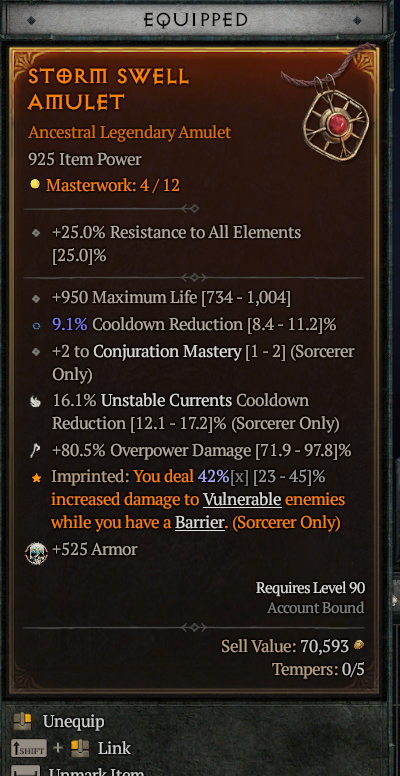 EQUIPPED
STORM SWELL
AMULET
Ancestral Legendary Amulet
925 Item Power
Masterwork: 4 / 12
+25.0% Resistance to All Elements
[25.0]%
+950 Maximum Life [734 - 1,004]
9.1% Cooldown Reduction [8.4 - 11.2]%
+2 to Conjuration Mastery [1 - 2] (Sorcerer
Only)
16.1% Unstable Currents Cooldown
Reduction [12.1 - 17.2]% (Sorcerer Only)
+80.5% Overpower Damage [71.9 - 97.8]%
Imprinted: You deal 42%[x] [23 - 45]%
increased damage to Vulnerable enemies
while you have a Barrier. (Sorcerer Only)
+525 Armor
Requires Level 90
Account Bound
Sell Value: 70,593
Tempers: 0/5
Unequip
SHIFT + Link
Unmark Item